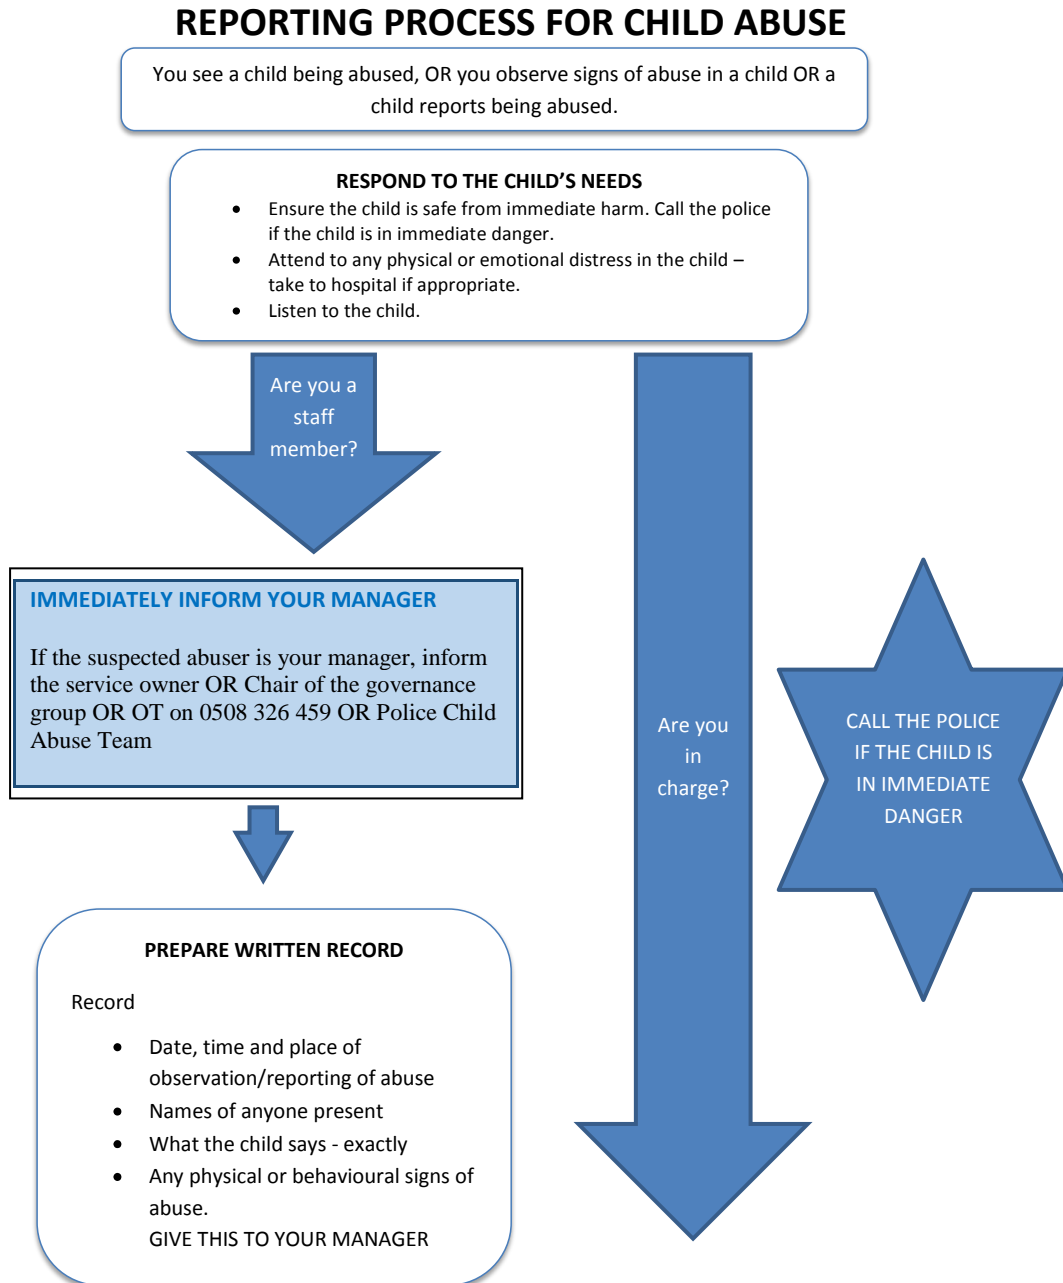 REPORTING PROCESS FOR CHILD ABUSE
You see a child being abused, OR you observe signs of abuse in a child OR a
child reports being abused.
RESPOND TO THE CHILD’S NEEDS
• Ensure the child is safe from immediate harm. Call the police
if the child is in immediate danger.
• Attend to any physical or emotional distress in the child –
take to hospital if appropriate.
• Listen to the child.
Are you a
staff
member?
IMMEDIATELY INFORM YOUR MANAGER
If the suspected abuser is your manager, inform
the service owner OR Chair of the governance
group OR OT on 0508 326 459 OR Police Child
Abuse Team
Are you
in
charge?
CALL THE POLICE
IF THE CHILD IS
IN IMMEDIATE
DANGER
PREPARE WRITTEN RECORD
Record
• Date, time and place of
observation/reporting of abuse
• Names of anyone present
• What the child says - exactly
• Any physical or behavioural signs of
abuse.
GIVE THIS TO YOUR MANAGER